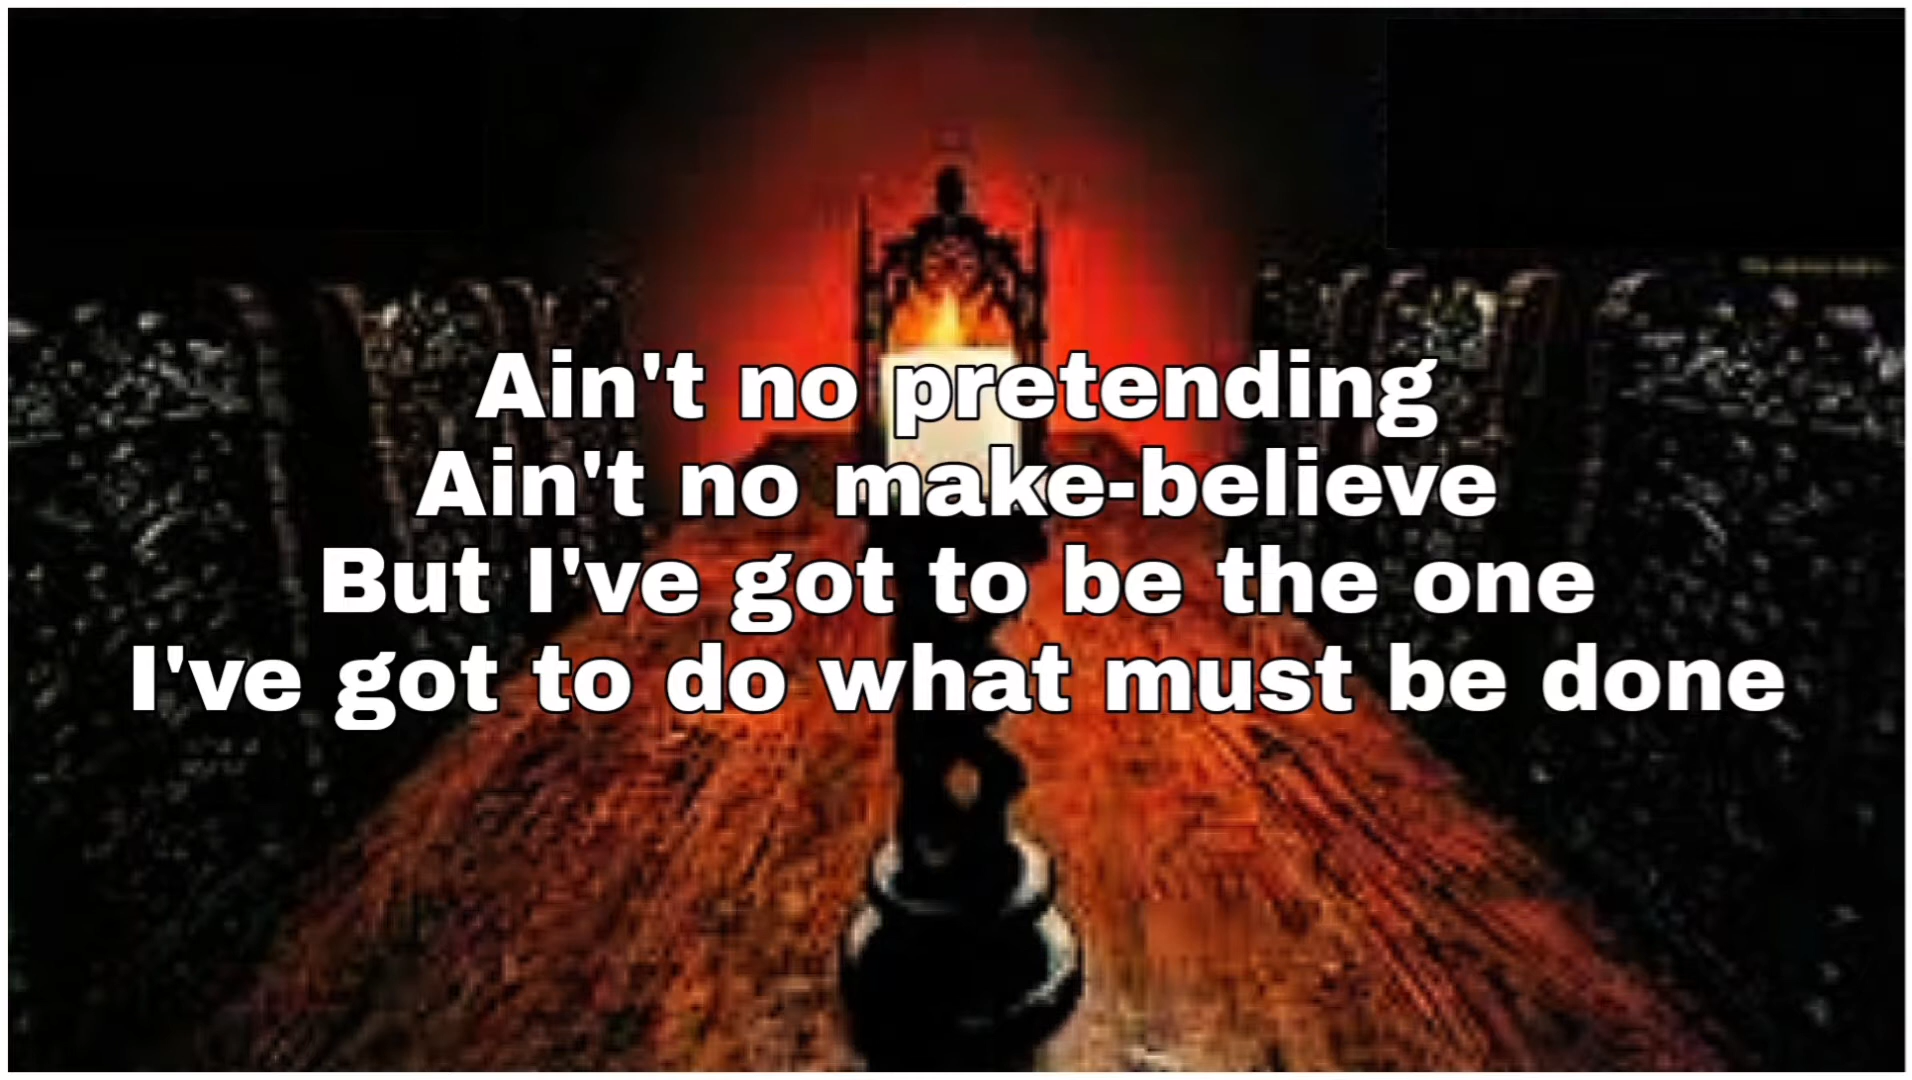 Ain't no pretending
Ain't no make-believe
But I've got to be the one
I've got to do what must be done